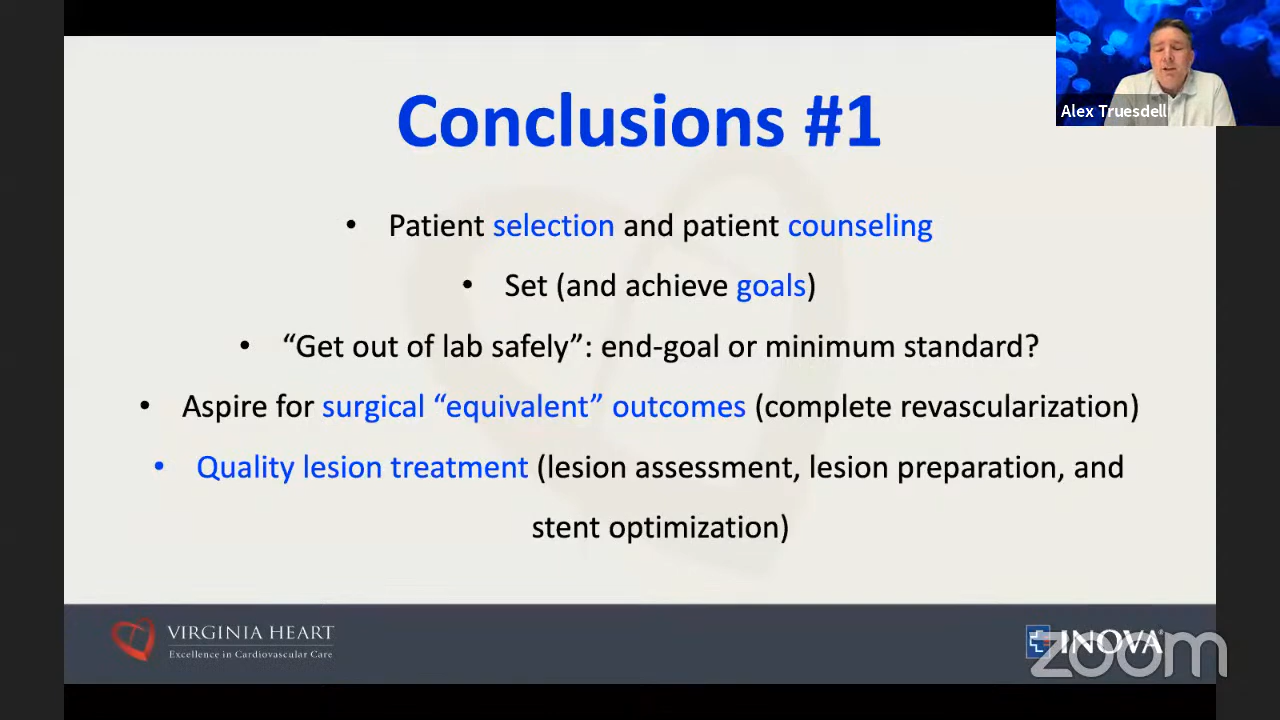 Alex Truesdell
Conclusions #1
• Patient selection and patient counseling
• Set (and achieve goals)
• “Get out of lab safely”: end-goal or minimum standard?
• Aspire for surgical “equivalent” outcomes (complete revascularization)
• Quality lesion treatment (lesion assessment, lesion preparation, and
stent optimization)
VIRGINIA HEART
Excellence in Cardiovascular Care
INOVA
zoom